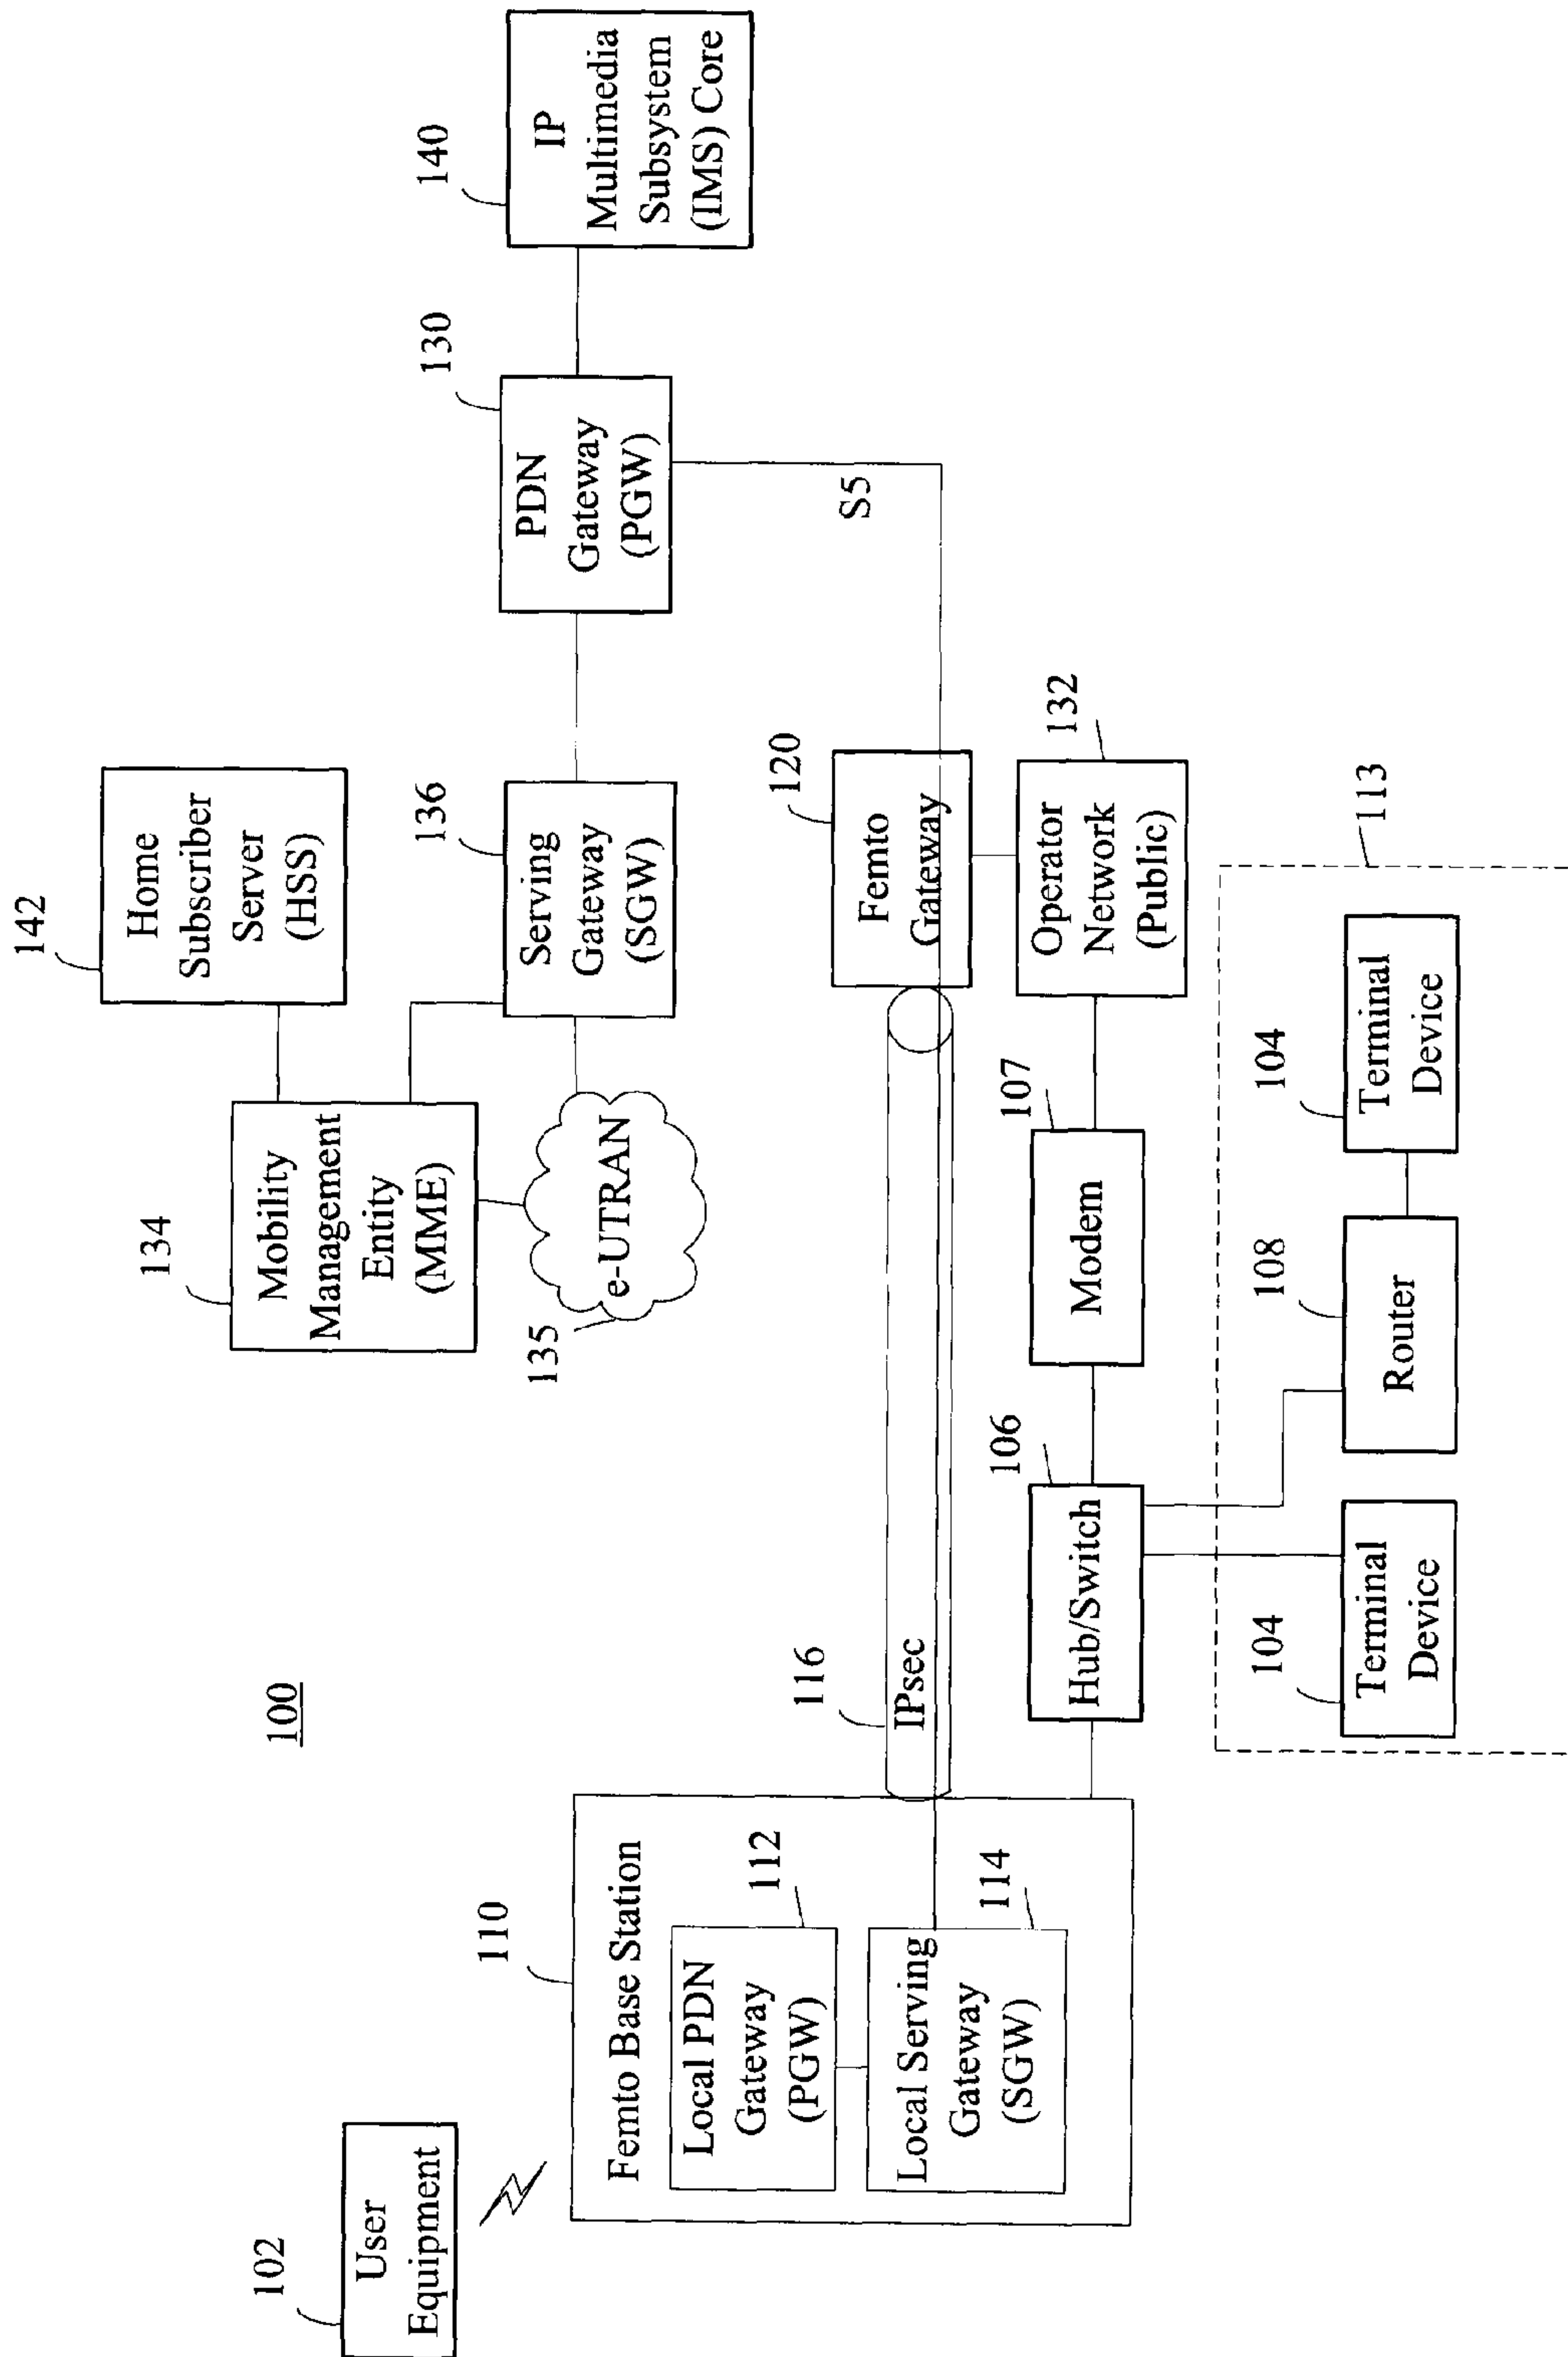 100
142
Home
Subscriber
Server
(HSS)
134
Mobility
Management
Entity
(MME)
136
Serving
Gateway
(SGW)
135
e-UTRAN
130
PDN
Gateway
(PGW)
140
IP
Multimedia
Subsystem
(IMS) Core
S5
102
User
Equipment
110
Femto Base Station
Local PDN
Gateway
(PGW)
112
Local Serving
Gateway
(SGW)
114
116
IPsec
120
Femto
Gateway
106
Hub/Switch
107
Modem
132
Operator
Network
(Public)
113
104
Terminal
Device
108
Router
104
Terminal
Device